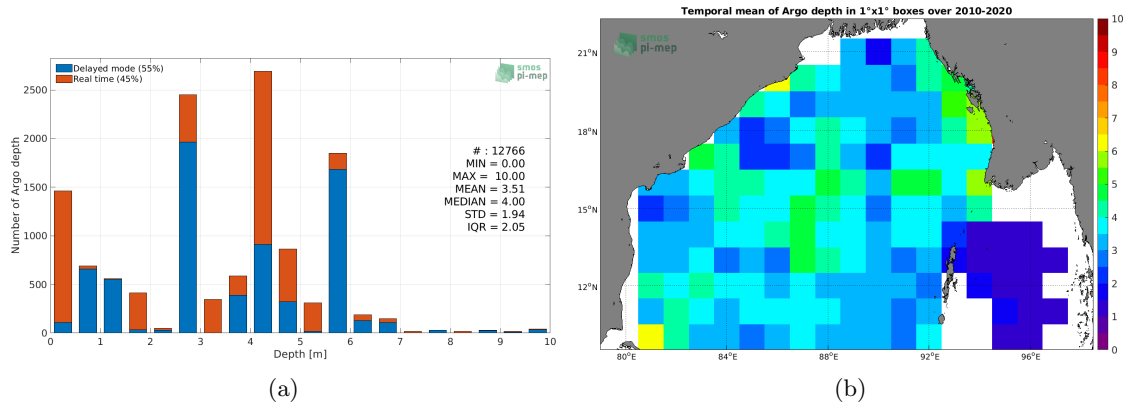 smos
pi-mep
Delayed mode (55%)
Real time (45%)
Number of Argo depth
2500
2000
1500
1000
500
0
# : 12766
MIN = 0.00
MAX = 10.00
MEAN = 3.51
MEDIAN = 4.00
STD = 1.94
IQR = 2.05
0 1 2 3 4 5 6 7 8 9 10
Depth [m]
(a)
Temporal mean of Argo depth in 1°x1° boxes over 2010-2020
smos
pi-mep
21°N
18°N
15°N
12°N
80°E 84°E 88°E 92°E 96°E
10
9
8
7
6
5
4
3
2
1
0
(b)